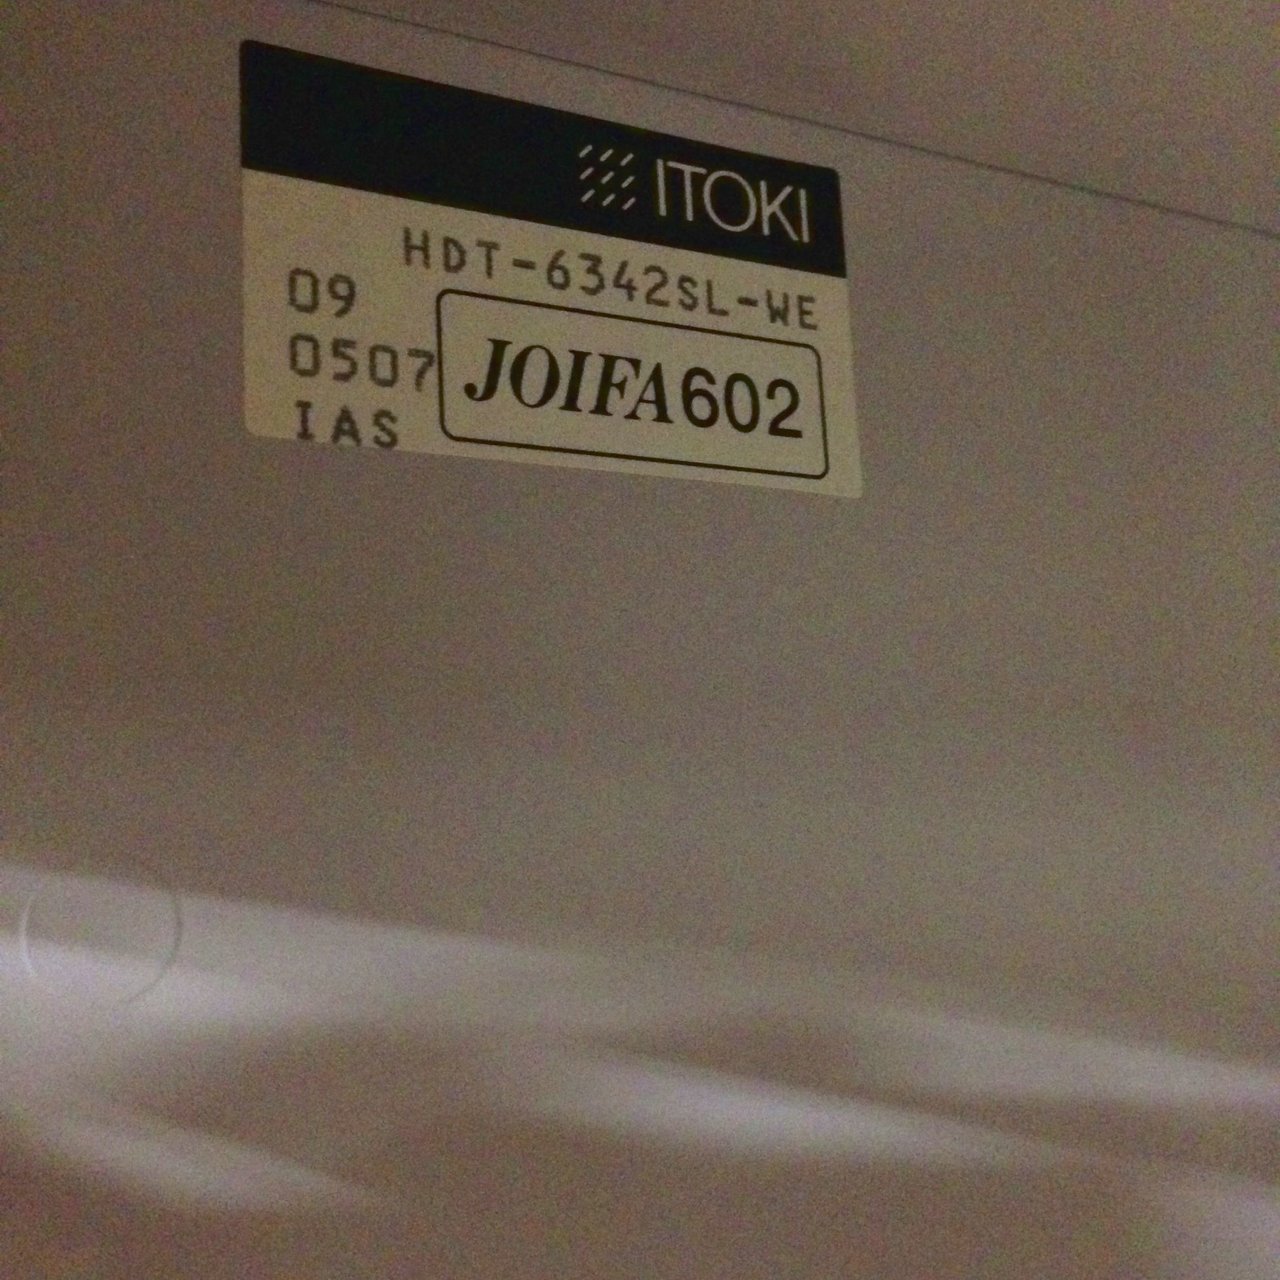 ITOKI
HDT-6342SL-WE
09
0507
IAS
JOIFA602